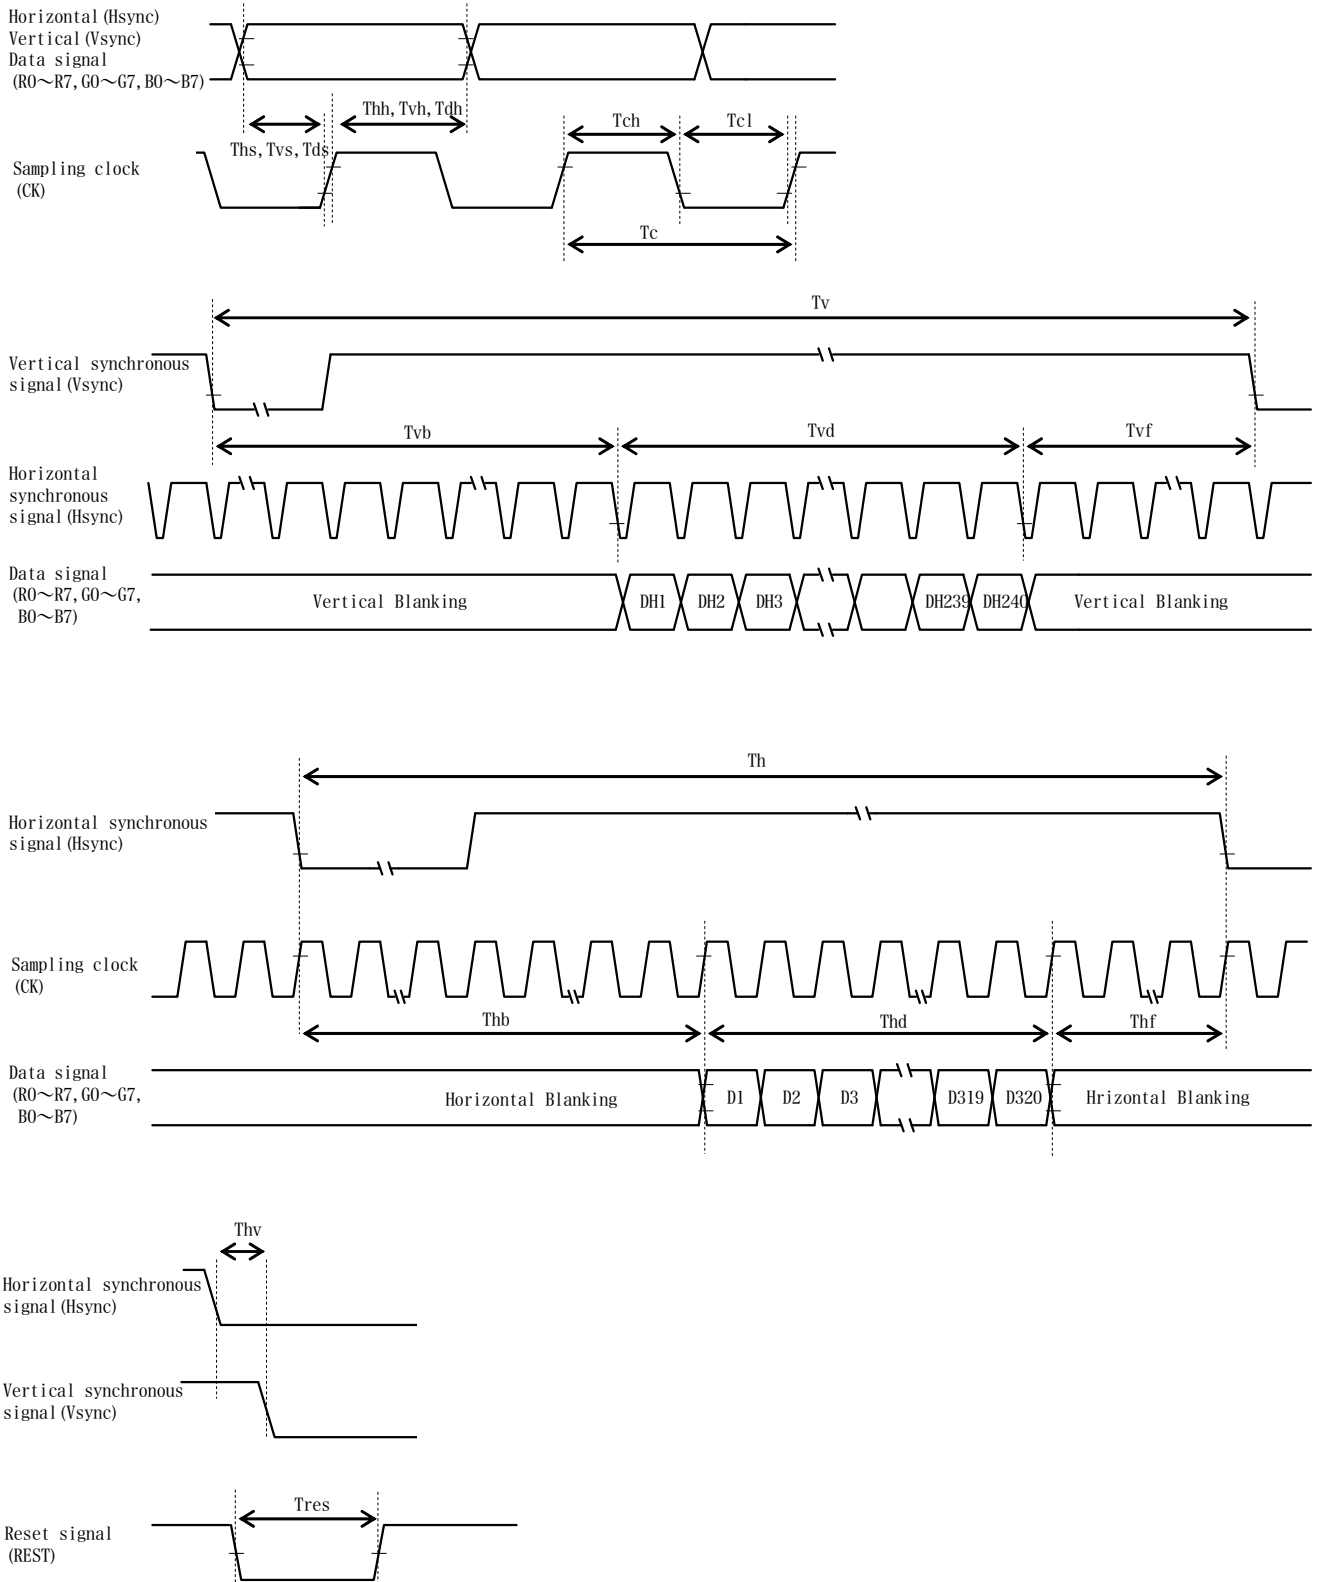 Horizontal(Hsync)
Vertical(Vsync)
Data signal
(R0～R7,G0～G7,B0～B7)
Thh,Tvh,Tdh
Ths,Tvs,Tds
Tch
Tcl
Sampling clock
(CK)
Tc
Tv
Vertical synchronous
signal(Vsync)
Tvb
Tvd
Tvf
Horizontal
synchronous
signal(Hsync)
Data signal
(R0～R7,G0～G7,
B0～B7)
Vertical Blanking
DH1
DH2
DH3
DH239
DH240
Vertical Blanking
Th
Horizontal synchronous
signal(Hsync)
Sampling clock
(CK)
Thb
Thd
Thf
Data signal
(R0～R7,G0～G7,
B0～B7)
Horizontal Blanking
D1
D2
D3
D319
D320
Hrizontal Blanking
Thv
Horizontal synchronous
signal(Hsync)
Vertical synchronous
signal(Vsync)
Tres
Reset signal
(REST)